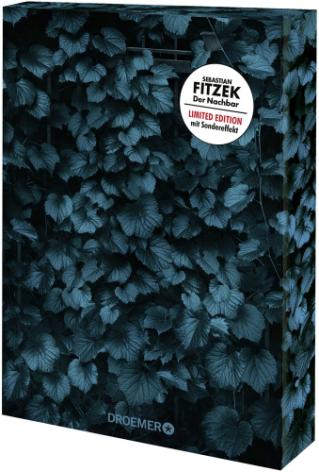 SEBASTIAN
FITZEK
Der Nachbar
LIMITED EDITION
mit Sondereffekt
DROEMER